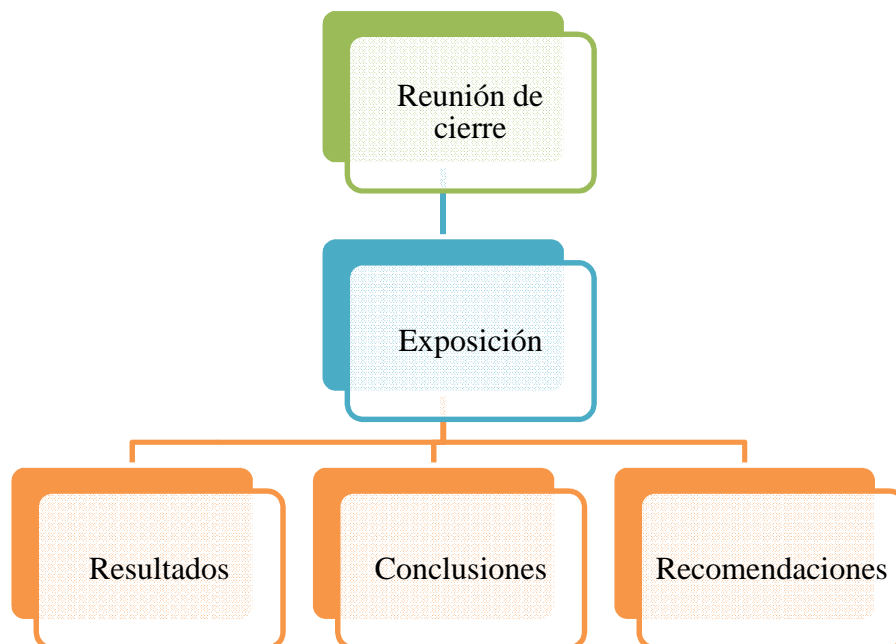 Reunión de
cierre
Exposición
Resultados
Conclusiones
Recomendaciones